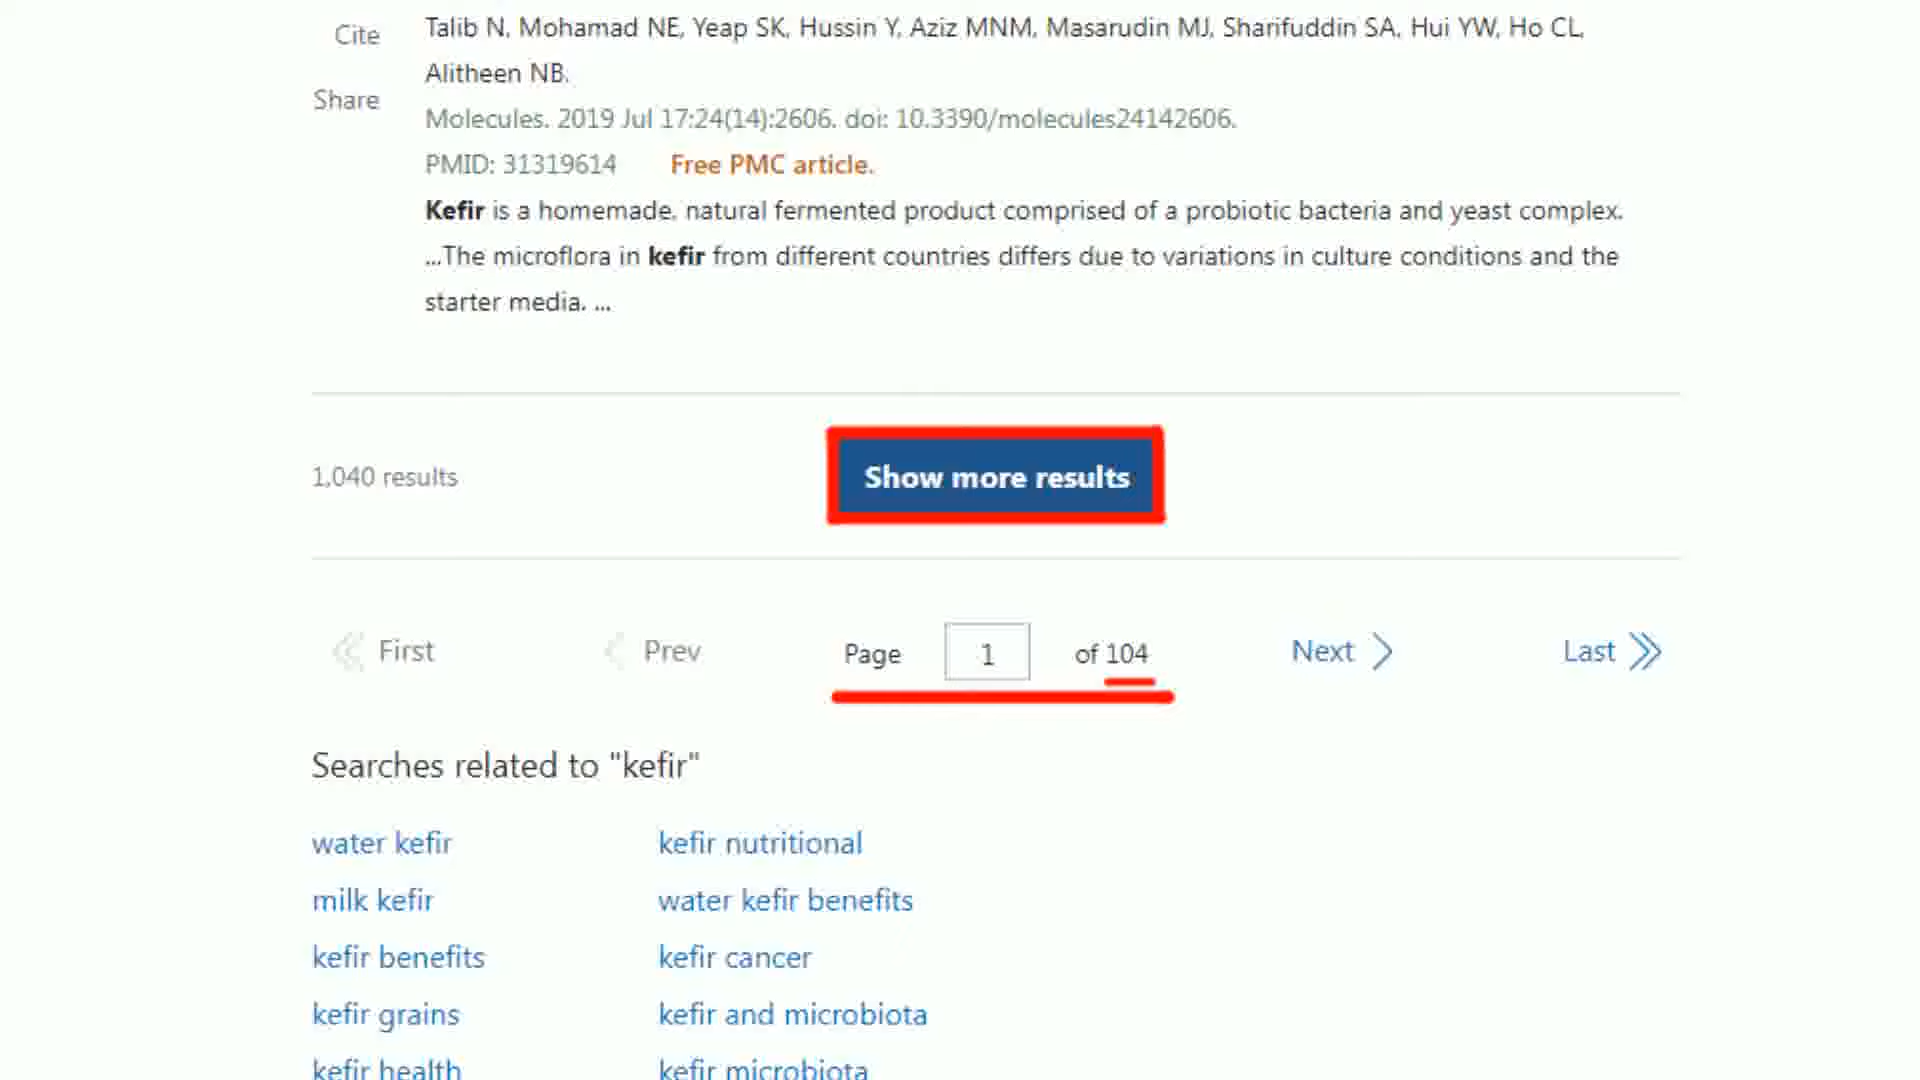 Cite
Share
Talib N, Mohamad NE, Yeap SK, Hussin Y, Aziz MNM, Masarudin MJ, Sharifuddin SA, Hui YW, Ho CL,
Alitheen NB.
Molecules. 2019 Jul 17;24(14):2606. doi: 10.3390/molecules24142606.
PMID: 31319614 Free PMC article.
Kefir is a homemade, natural fermented product comprised of a probiotic bacteria and yeast complex.
...The microflora in kefir from different countries differs due to variations in culture conditions and the
starter media. ...
1,040 results
Show more results
First Prev Page 1 of 104 Next Last
Searches related to "kefir"
water kefir kefir nutritional
milk kefir water kefir benefits
kefir benefits kefir cancer
kefir grains kefir and microbiota
kefir health kefir microbiota